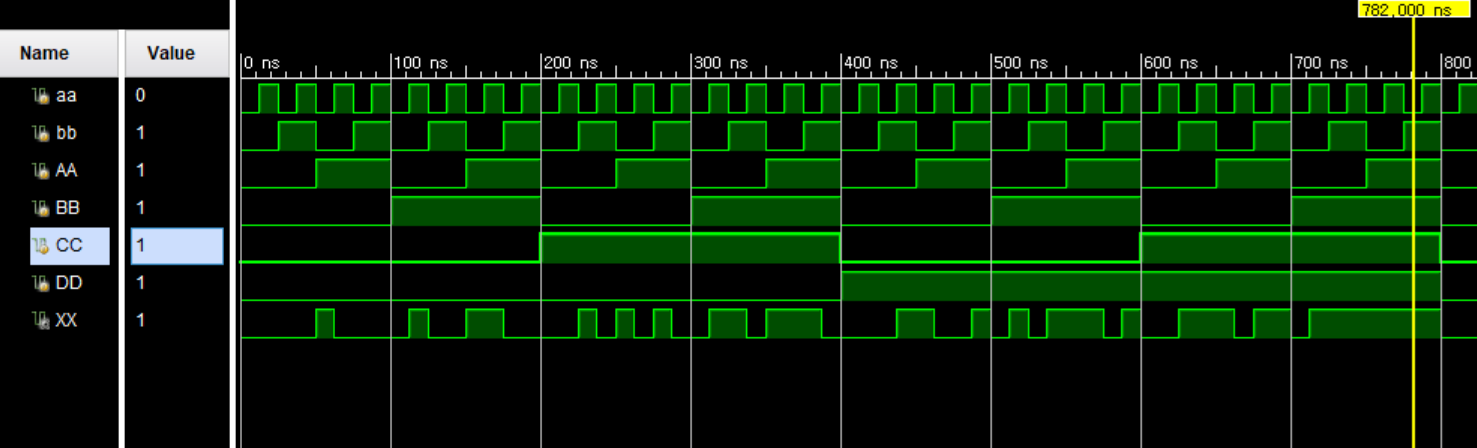 782,000 ns
Name Value
0 ns 100 ns 200 ns 300 ns 400 ns 500 ns 600 ns 700 ns 800
aa 0
bb 1
AA 1
BB 1
CC 1
DD 1
XX 1